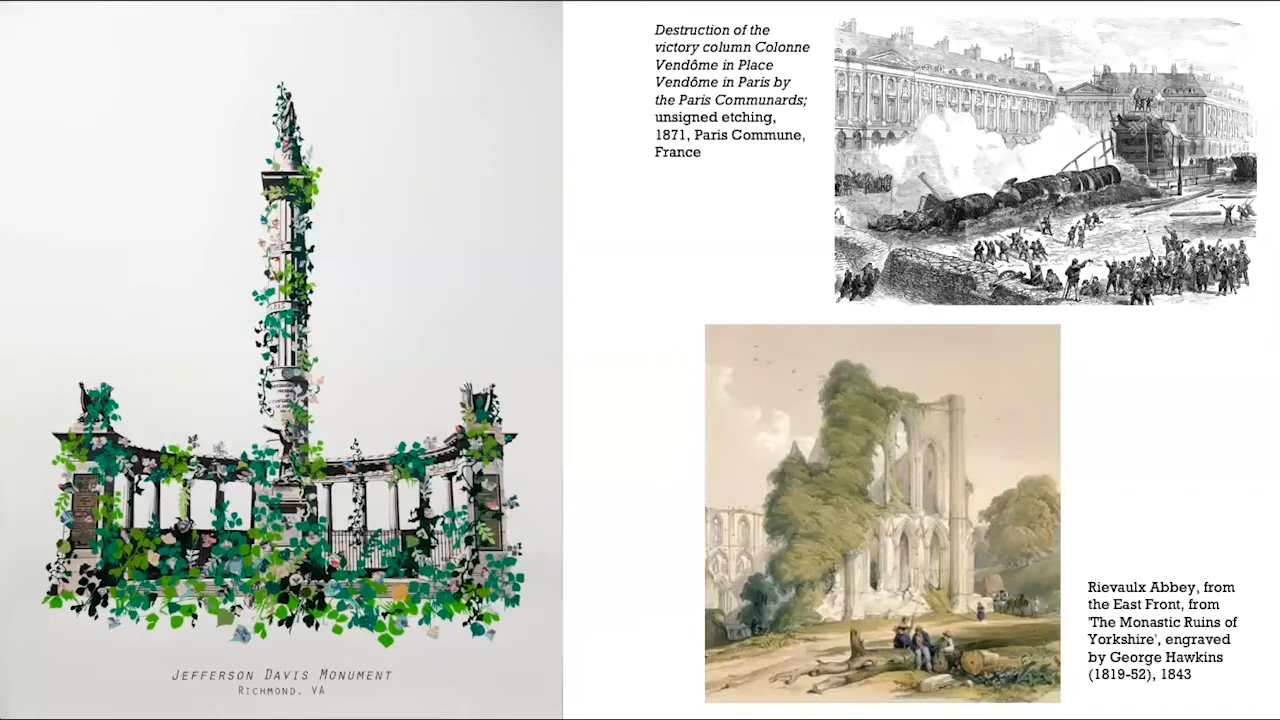 JEFFERSON DAVIS MONUMENT
RICHMOND, VA
Destruction of the
victory column Colonne
Vendôme in Place
Vendôme in Paris by
the Paris Communards;
unsigned etching,
1871, Paris Commune,
France
Rievaulx Abbey, from
the East Front, from
'The Monastic Ruins of
Yorkshire', engraved
by George Hawkins
(1819-52), 1843